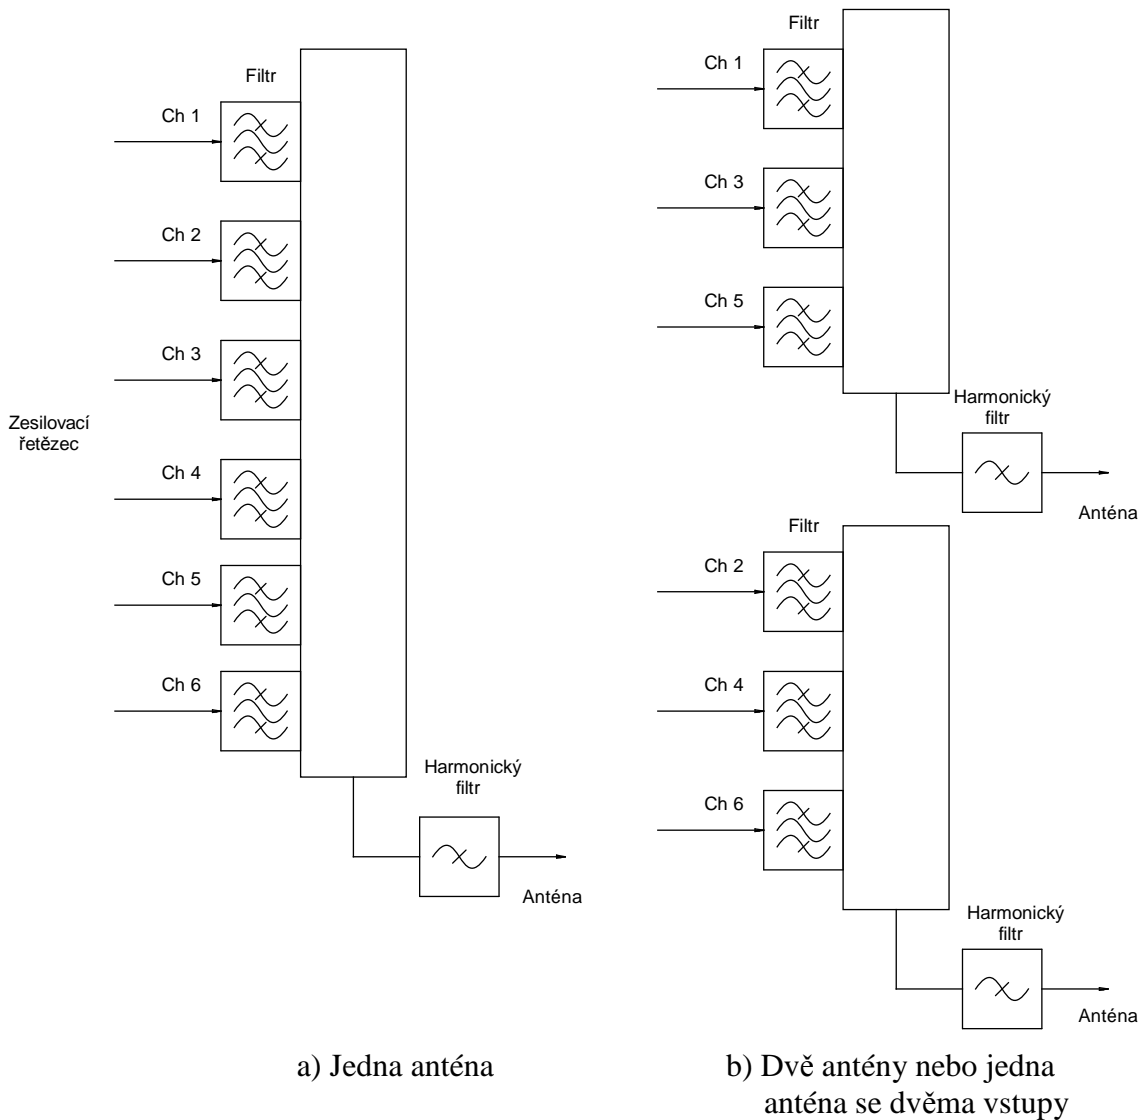 Filtr
Ch 1
Ch 2
Ch 3
Zesilovací
řetězec
Ch 4
Ch 5
Ch 6
Harmonický
filtr
Anténa
a) Jedna anténa
Filtr
Ch 1
Ch 3
Ch 5
Harmonický
filtr
Anténa
Filtr
Ch 2
Ch 4
Ch 6
Harmonický
filtr
Anténa
b) Dvě antény nebo jedna
anténa se dvěma vstupy